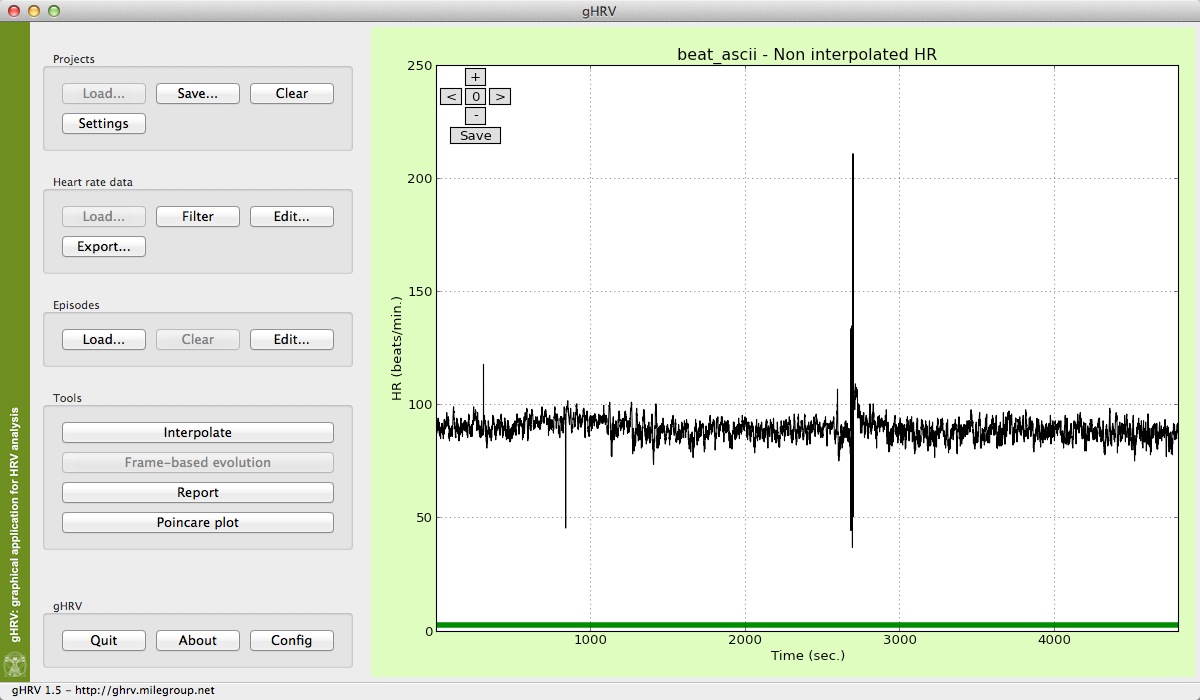 gHRV
Projects
Load... Save... Clear
Settings
Heart rate data
Load... Filter Edit...
Export...
Episodes
Load... Clear Edit...
Tools
Interpolate
Frame-based evolution
Report
Poincare plot
gHRV
Quit About Config
gHRV: graphical application for HRV analysis
beat_ascii - Non interpolated HR
+
< 0 >
-
Save
HR (beats/min.)
250
200
150
100
50
0
1000 2000 3000 4000
Time (sec.)
gHRV 1.5 - http://ghrv.milegroup.net